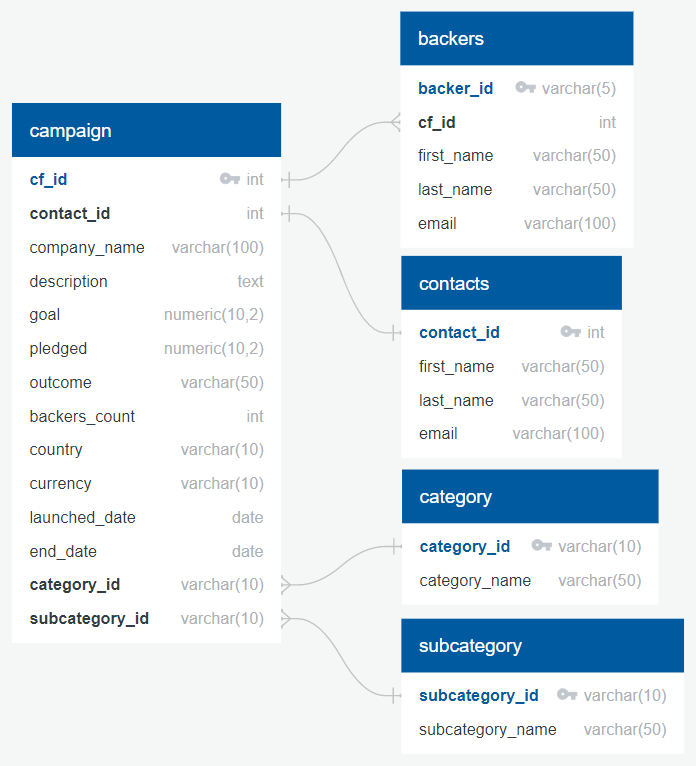 campaign
cf_id int
contact_id int
company_name varchar(100)
description text
goal numeric(10,2)
pledged numeric(10,2)
outcome varchar(50)
backers_count int
country varchar(10)
currency varchar(10)
launched_date date
end_date date
category_id varchar(10)
subcategory_id varchar(10)
backers
backer_id varchar(5)
cf_id int
first_name varchar(50)
last_name varchar(50)
email varchar(100)
contacts
contact_id int
first_name varchar(50)
last_name varchar(50)
email varchar(100)
category
category_id varchar(10)
category_name varchar(50)
subcategory
subcategory_id varchar(10)
subcategory_name varchar(50)